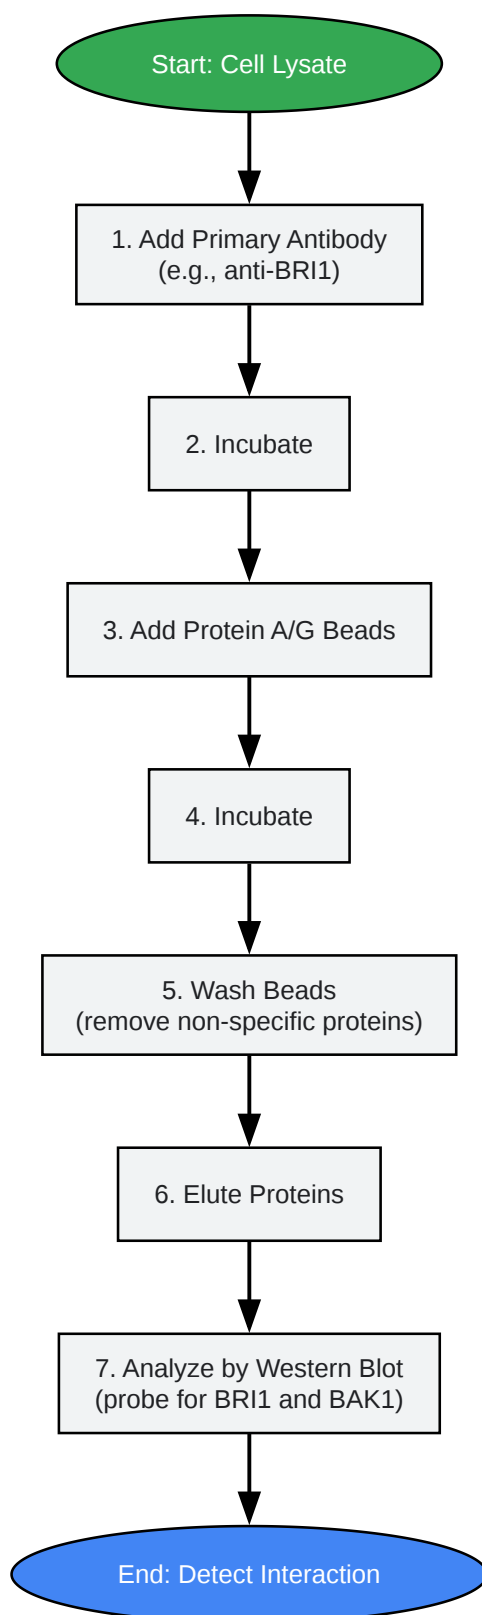 Start: Cell Lysate
1. Add Primary Antibody
(e.g., anti-BRI1)
2. Incubate
3. Add Protein A/G Beads
4. Incubate
5. Wash Beads
(remove non-specific proteins)
6. Elute Proteins
7. Analyze by Western Blot
(probe for BRI1 and BAK1)
End: Detect Interaction